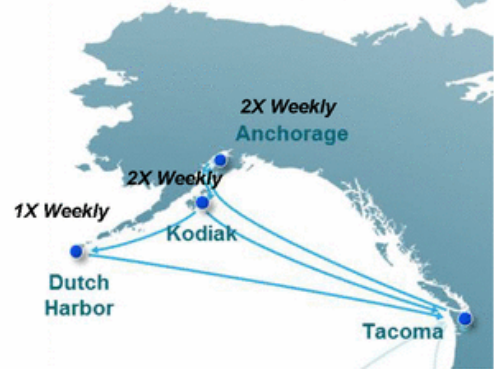 2X Weekly
Anchorage
2X Weekly
1X Weekly
Kodiak
Dutch
Harbor
Tacoma